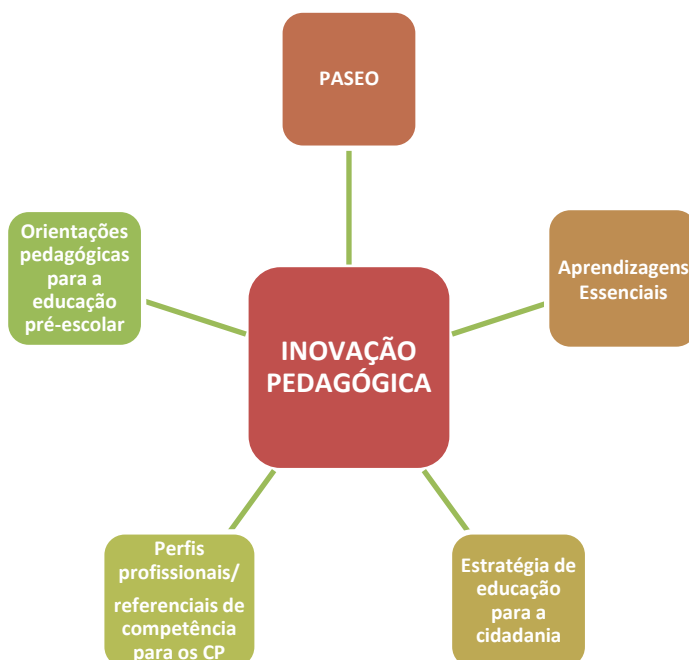 PASEO
Orientações
pedagógicas
para a
educação
pré-escolar
Aprendizagens
Essenciais
INOVAÇÃO
PEDAGÓGICA
Perfis
profissionais/
referenciais de
competência
para os CP
Estratégia de
educação
para a
cidadania